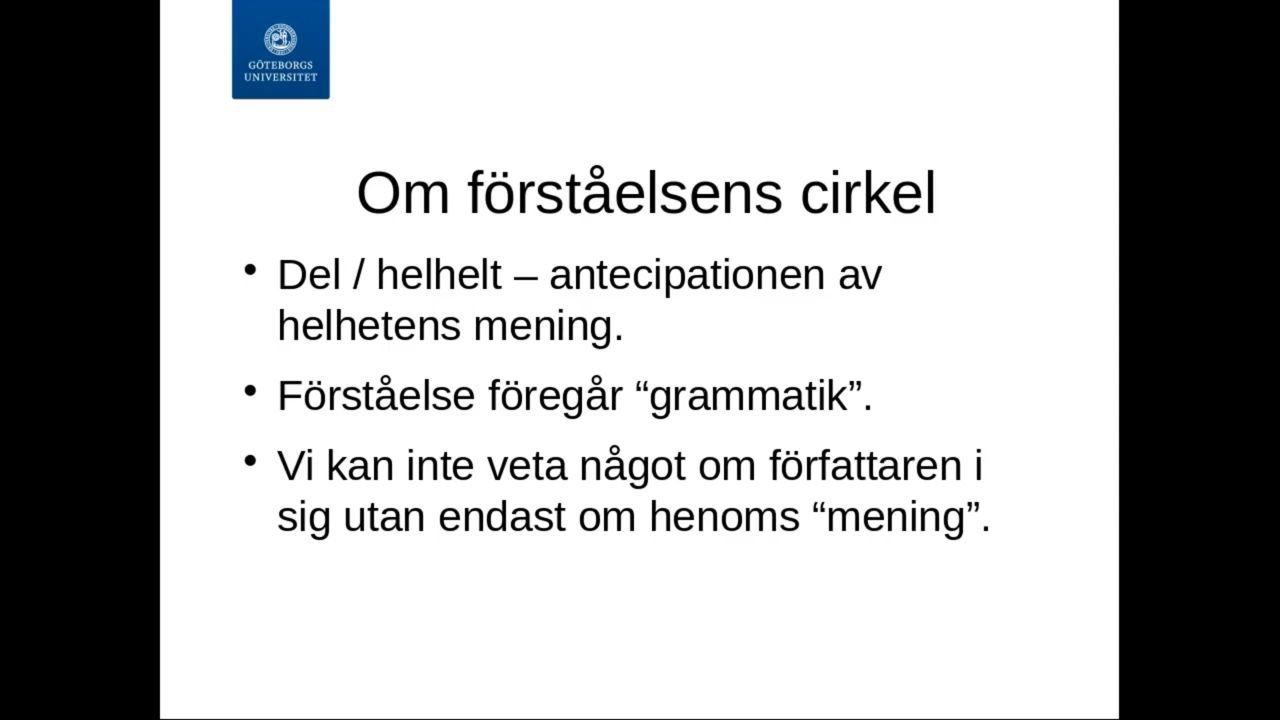 GÖTEBORGS
UNIVERSITET
Om förståelsens cirkel
• Del / helhelt – antecipationen av
helhetens mening.
• Förståelse föregår “grammatik”.
• Vi kan inte veta något om författaren i
sig utan endast om henoms “mening”.